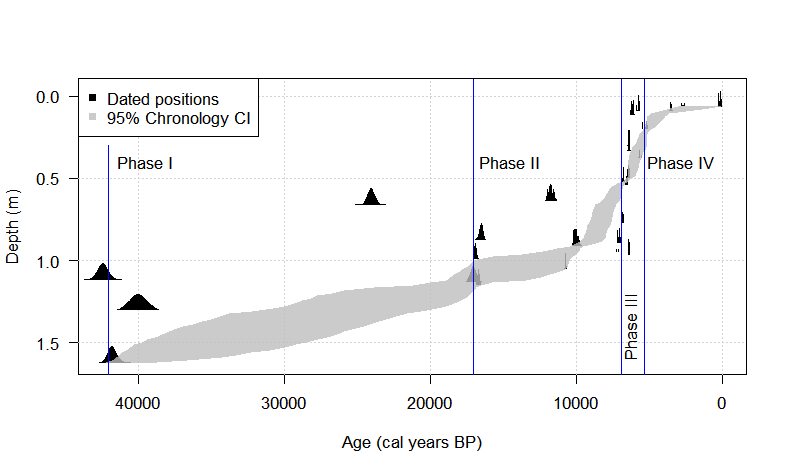 0.0
0.5
1.0
1.5
Depth (m)
Dated positions
95% Chronology CI
Phase I
Phase II
Phase III
Phase IV
40000
30000
20000
10000
0
Age (cal years BP)